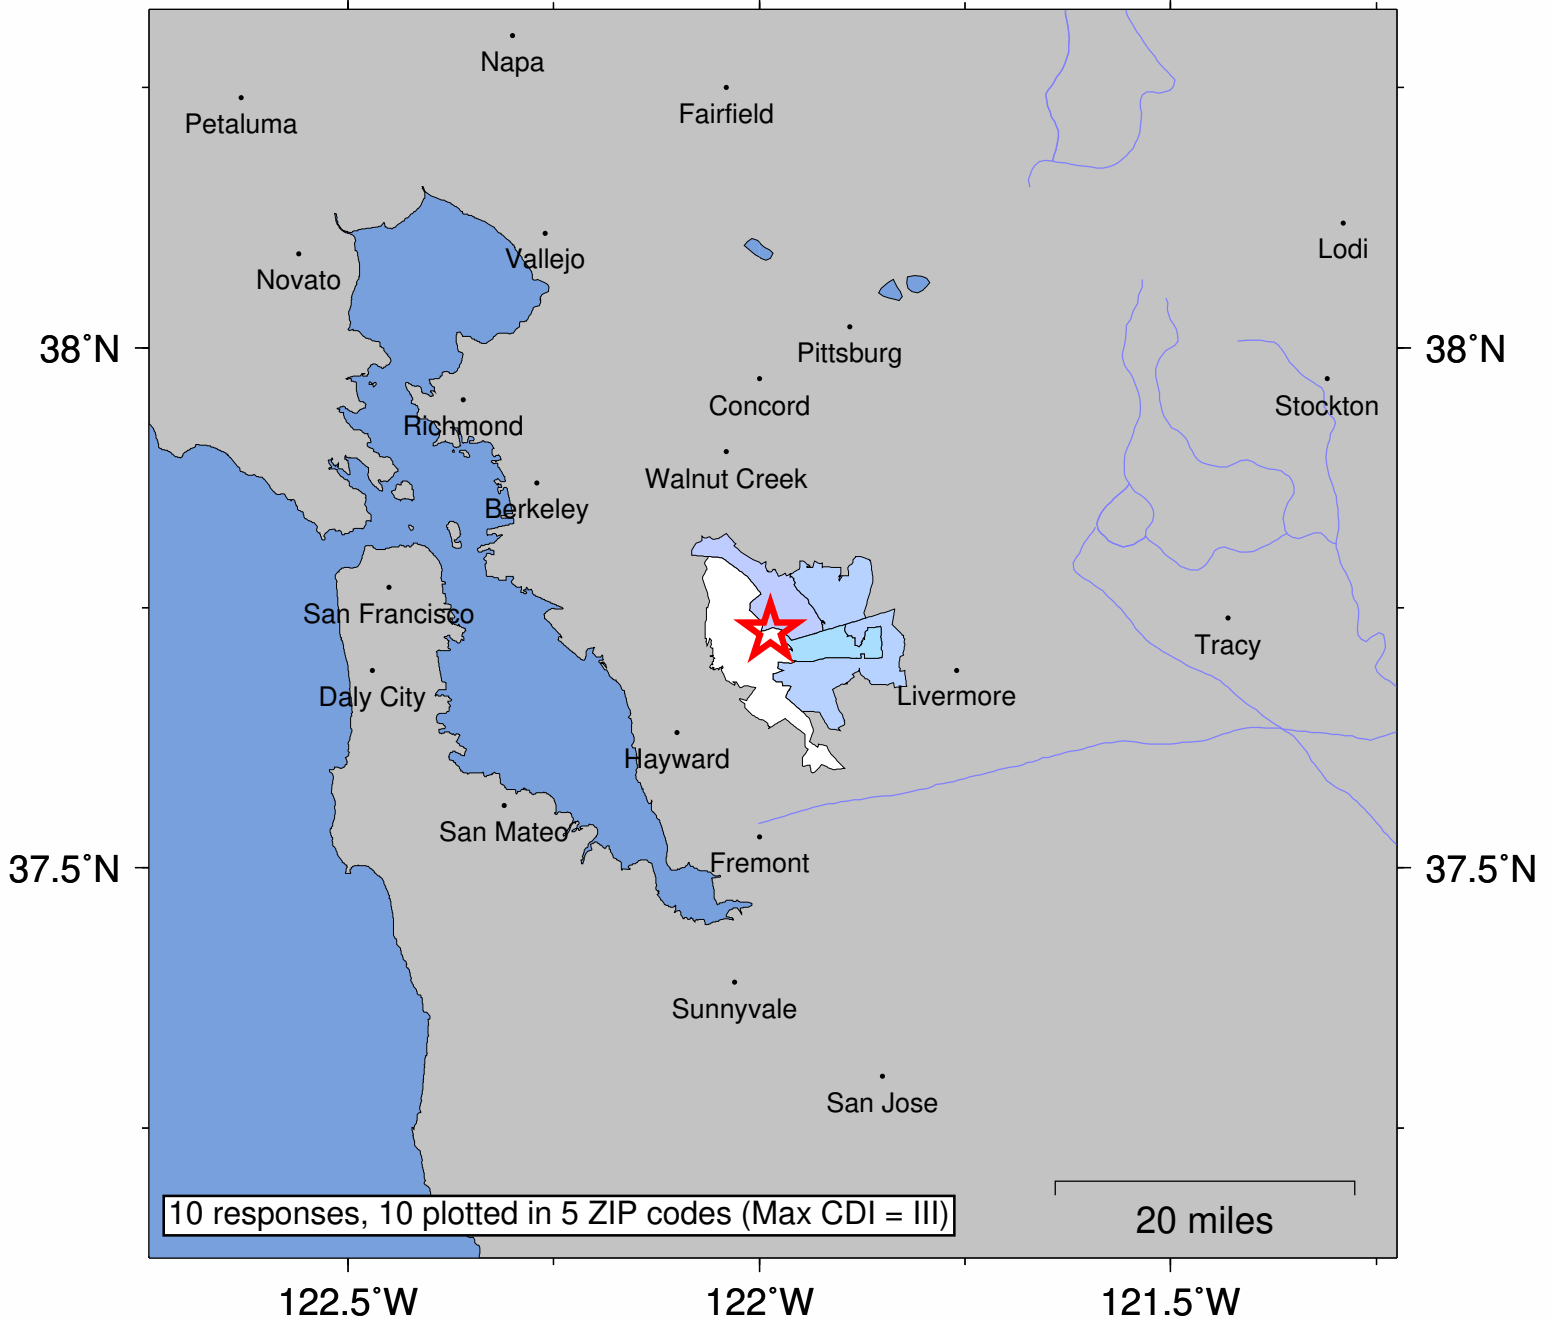 Napa
Fairfield
Petaluma
Lodi
Vallejo
Novato
38˚N
Pittsburg
38˚N
Concord
Stockton
Richmond
Walnut Creek
Berkeley
San Francisco
Tracy
Daly City
Livermore
Hayward
San Mateo
Fremont
37.5˚N
37.5˚N
Sunnyvale
San Jose
10 responses, 10 plotted in 5 ZIP codes (Max CDI = III)
20 miles
122.5˚W
122˚W
121.5˚W